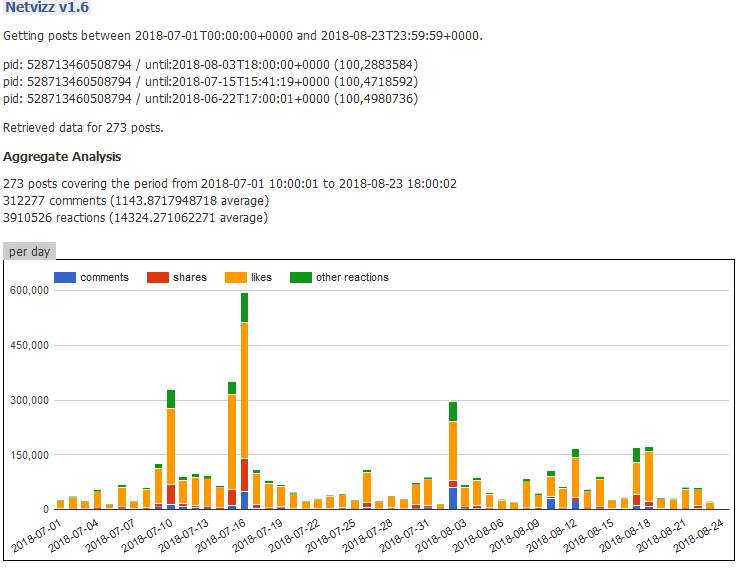 Netvizz v1.6
Getting posts between 2018-07-01T00:00:00+0000 and 2018-08-23T23:59:59+0000.
pid: 528713460508794 / until:2018-08-03T18:00:00+0000 (100,2883584)
pid: 528713460508794 / until:2018-07-15T15:41:19+0000 (100,4718592)
pid: 528713460508794 / until:2018-06-22T17:00:01+0000 (100,4980736)
Retrieved data for 273 posts.
Aggregate Analysis
273 posts covering the period from 2018-07-01 10:00:01 to 2018-08-23 18:00:02
312277 comments (1143.8717948718 average)
3910526 reactions (14324.271062271 average)
per day
comments shares likes other reactions
600,000
450,000
300,000
150,000
0
2018-07-01 2018-07-04 2018-07-07 2018-07-10 2018-07-13 2018-07-16 2018-07-19 2018-07-22 2018-07-25 2018-07-28 2018-07-31 2018-08-03 2018-08-06 2018-08-09 2018-08-12 2018-08-15 2018-08-18 2018-08-21 2018-08-24